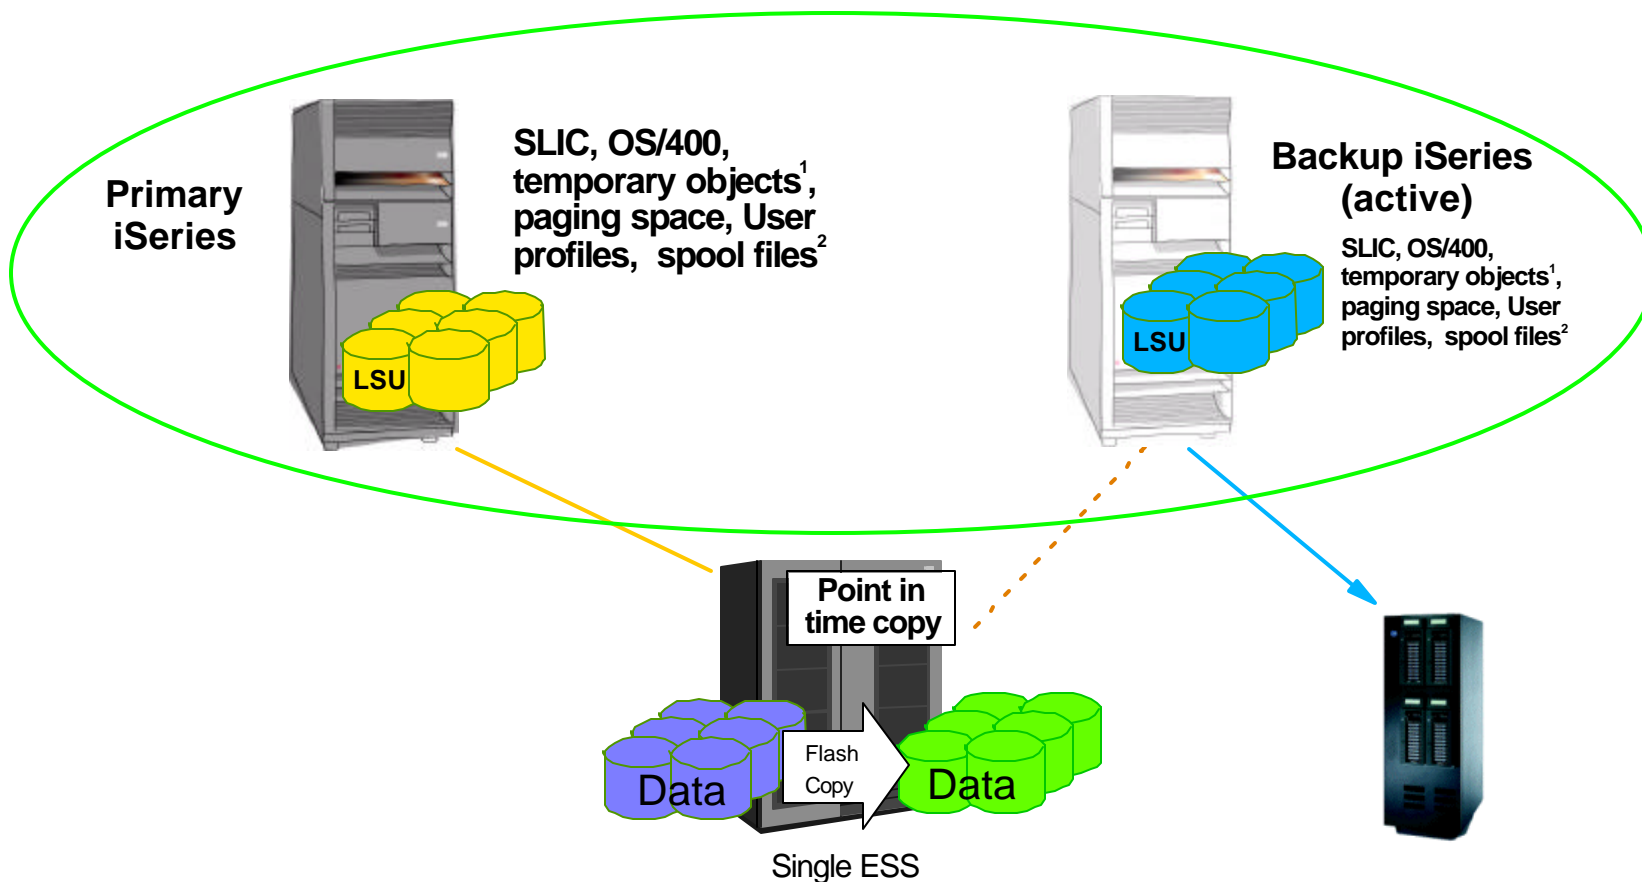 Primary
iSeries
SLIC, OS/400,
temporary objects¹,
paging space, User
profiles, spool files²
LSU
Backup iSeries
(active)
SLIC, OS/400,
temporary objects¹,
paging space, User
profiles, spool files²
LSU
Point in
time copy
Data
Flash
Copy
Data
Single ESS